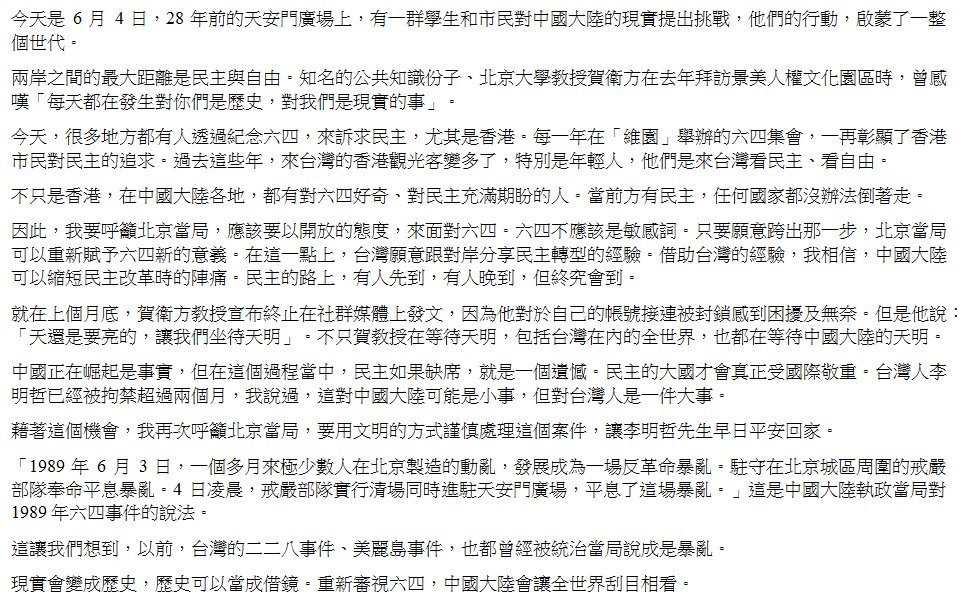 今天是 6 月 4 日，28 年前的天安門廣場上，有一群學生和市民對中國大陸的現實提出挑戰，他們的行動，啟蒙了一整
個世代。
兩岸之間的最大距離是民主與自由。知名的公共知識份子、北京大學教授賀衛方在去年拜訪景美人權文化園區時，曾感
嘆「每天都在發生對你們是歷史，對我們是現實的事」。
今天，很多地方都有人透過紀念六四，來訴求民主，尤其是香港。每一年在「維園」舉辦的六四集會，一再彰顯了香港
市民對民主的追求。過去這些年，來台灣的香港觀光客變多了，特別是年輕人，他們是來台灣看民主、看自由。
不只是香港，在中國大陸各地，都有對六四好奇、對民主充滿期盼的人。當前方有民主，任何國家都沒辦法倒著走。
因此，我要呼籲北京當局，應該要以開放的態度，來面對六四。六四不應該是敏感詞。只要願意跨出那一步，北京當局
可以重新賦予六四新的意義。在這一點上，台灣願意跟對岸分享民主轉型的經驗。借助台灣的經驗，我相信，中國大陸
可以縮短民主改革時的陣痛。民主的路上，有人先到，有人晚到，但終究會到。
就在上個月底，賀衛方教授宣布終止在社群媒體上發文，因為他對於自己的帳號接連被封鎖感到困擾及無奈。但是他說：
「天還是要亮的，讓我們坐待天明」。不只賀教授在等待天明，包括台灣在內的全世界，也都在等待中國大陸的天明。
中國正在崛起是事實，但在這個過程當中，民主如果缺席，就是一個遺憾。民主的大國才會真正受國際敬重。台灣人李
明哲已經被拘禁超過兩個月，我說過，這對中國大陸可能是小事，但對台灣人是一件大事。
藉著這個機會，我再次呼籲北京當局，要用文明的方式謹慎處理這個案件，讓李明哲先生早日平安回家。
「1989 年 6 月 3 日，一個多月來極少數人在北京製造的動亂，發展成為一場反革命暴亂。駐守在北京城區周圍的戒嚴
部隊奉命平息暴亂。4 日凌晨，戒嚴部隊實行清場同時進駐天安門廣場，平息了這場暴亂。」這是中國大陸執政當局對
1989 年六四事件的說法。
這讓我們想到，以前，台灣的二二八事件、美麗島事件，也都曾經被統治當局說成是暴亂。
現實會變成歷史，歷史可以當成借鏡。重新審視六四，中國大陸會讓全世界刮目相看。